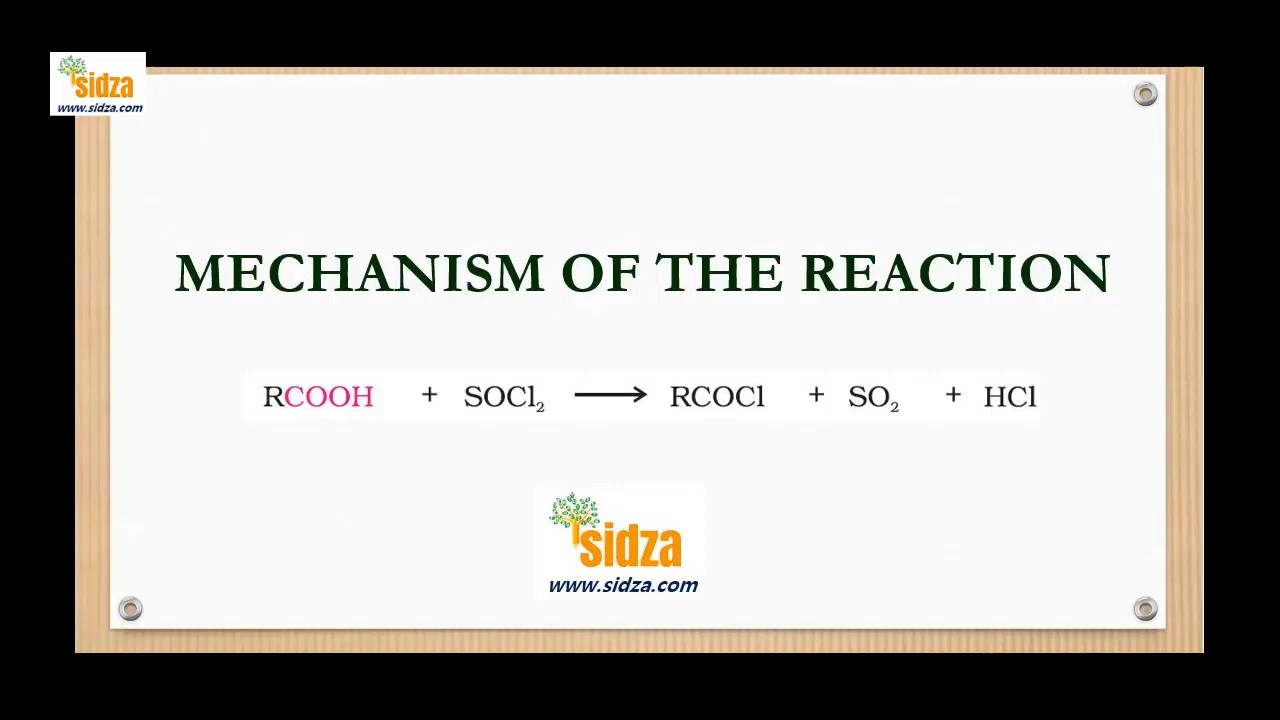 sidza
www.sidza.com
MECHANISM OF THE REACTION
RCOOH + SOCl₂ ⟶ RCOCl + SO₂ + HCl
sidza
www.sidza.com